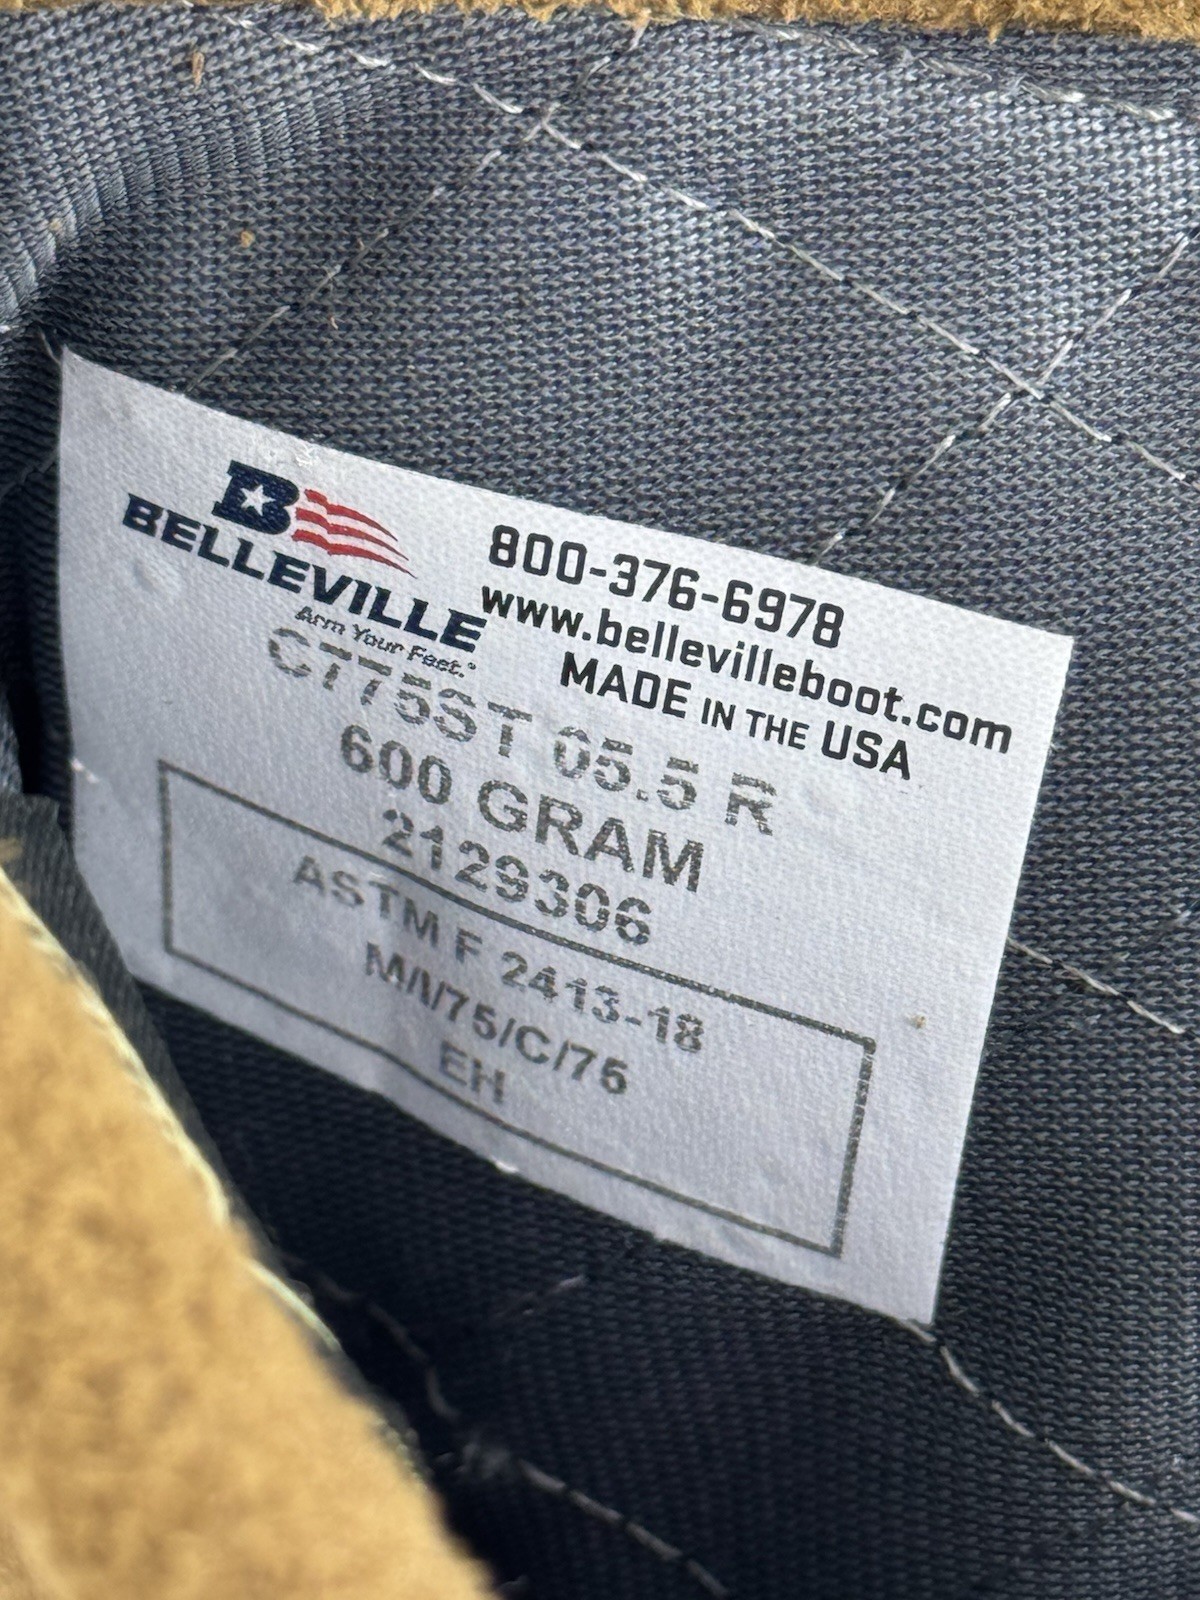 B
BELLEVILLE
Arm Your Feet.®
800-376-6978
www.bellevilleboot.com
MADE IN THE USA
C775ST 05.5 R
600 GRAM
2129306
ASTM F 2413-18
M/I/75/C/75
EH